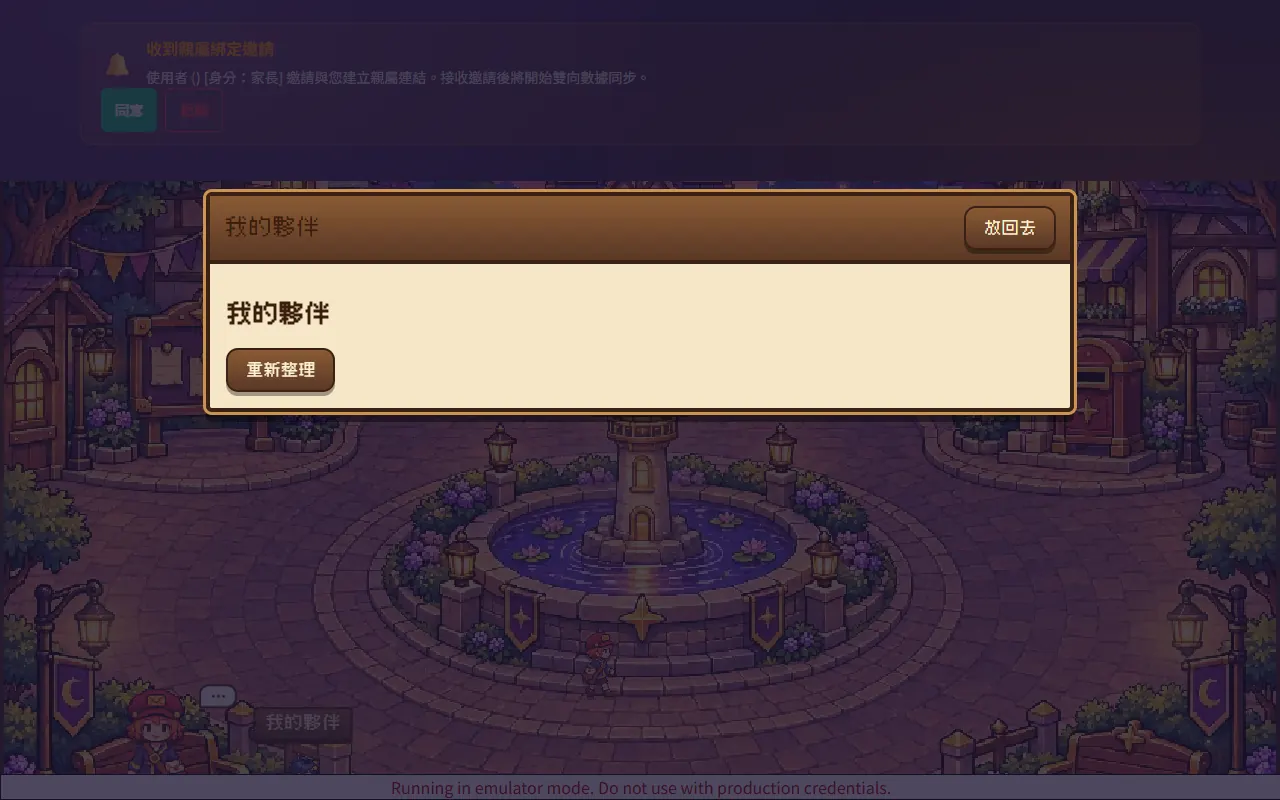 收到親屬綁定邀請
使用者 () [身分：家長] 邀請與您建立親屬連結。接收邀請後將開始雙向數據同步。
同意
我的夥伴
放回去
我的夥伴
重新整理
...
我的夥伴
Running in emulator mode. Do not use with production credentials.